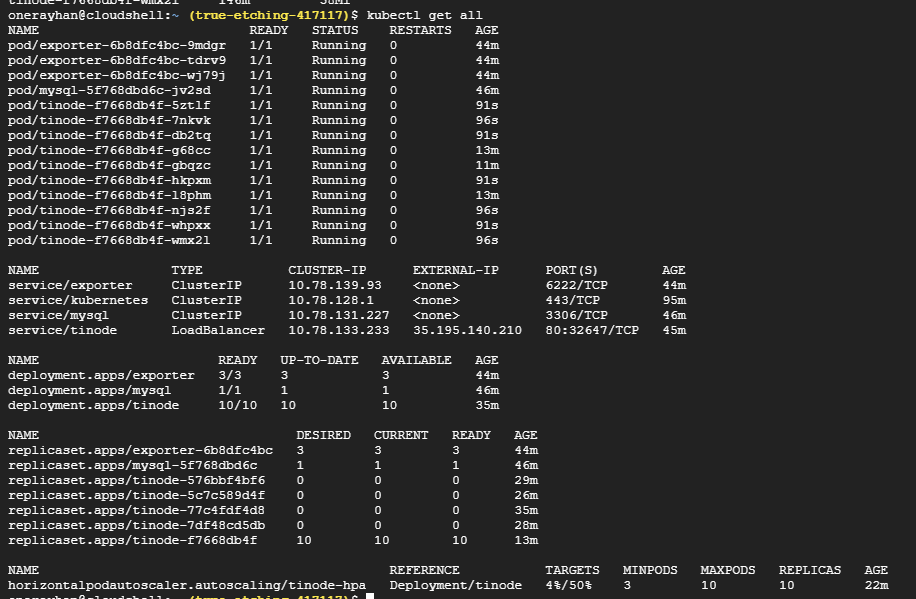 tinode-f7668db4f-wmx2l 146m 58Mi
onerayhan@cloudshell:~ (true-etching-417117)$ kubectl get all
NAME READY STATUS RESTARTS AGE
pod/exporter-6b8dfc4bc-9mdgr 1/1 Running 0 44m
pod/exporter-6b8dfc4bc-tdrv9 1/1 Running 0 44m
pod/exporter-6b8dfc4bc-wj79j 1/1 Running 0 44m
pod/mysql-5f768dbd6c-jv2sd 1/1 Running 0 46m
pod/tinode-f7668db4f-5ztlf 1/1 Running 0 91s
pod/tinode-f7668db4f-7nkvk 1/1 Running 0 96s
pod/tinode-f7668db4f-db2tq 1/1 Running 0 91s
pod/tinode-f7668db4f-g68cc 1/1 Running 0 13m
pod/tinode-f7668db4f-gbqzc 1/1 Running 0 11m
pod/tinode-f7668db4f-hkpxm 1/1 Running 0 91s
pod/tinode-f7668db4f-l8phm 1/1 Running 0 13m
pod/tinode-f7668db4f-njs2f 1/1 Running 0 96s
pod/tinode-f7668db4f-whpxx 1/1 Running 0 91s
pod/tinode-f7668db4f-wmx2l 1/1 Running 0 96s
NAME TYPE CLUSTER-IP EXTERNAL-IP PORT(S) AGE
service/exporter ClusterIP 10.78.139.93 <none> 6222/TCP 44m
service/kubernetes ClusterIP 10.78.128.1 <none> 443/TCP 95m
service/mysql ClusterIP 10.78.131.227 <none> 3306/TCP 46m
service/tinode LoadBalancer 10.78.133.233 35.195.140.210 80:32647/TCP 45m
NAME READY UP-TO-DATE AVAILABLE AGE
deployment.apps/exporter 3/3 3 3 44m
deployment.apps/mysql 1/1 1 1 46m
deployment.apps/tinode 10/10 10 10 35m
NAME DESIRED CURRENT READY AGE
replicaset.apps/exporter-6b8dfc4bc 3 3 3 44m
replicaset.apps/mysql-5f768dbd6c 1 1 1 46m
replicaset.apps/tinode-576bbf4bf6 0 0 0 29m
replicaset.apps/tinode-5c7c589d4f 0 0 0 26m
replicaset.apps/tinode-77c4fdf4d8 0 0 0 35m
replicaset.apps/tinode-7df48cd5db 0 0 0 28m
replicaset.apps/tinode-f7668db4f 10 10 10 13m
NAME REFERENCE TARGETS MINPODS MAXPODS REPLICAS AGE
horizontalpodautoscaler.autoscaling/tinode-hpa Deployment/tinode 4%/50% 3 10 10 22m
onerayhan@cloudshell:~ (true-etching-417117)$